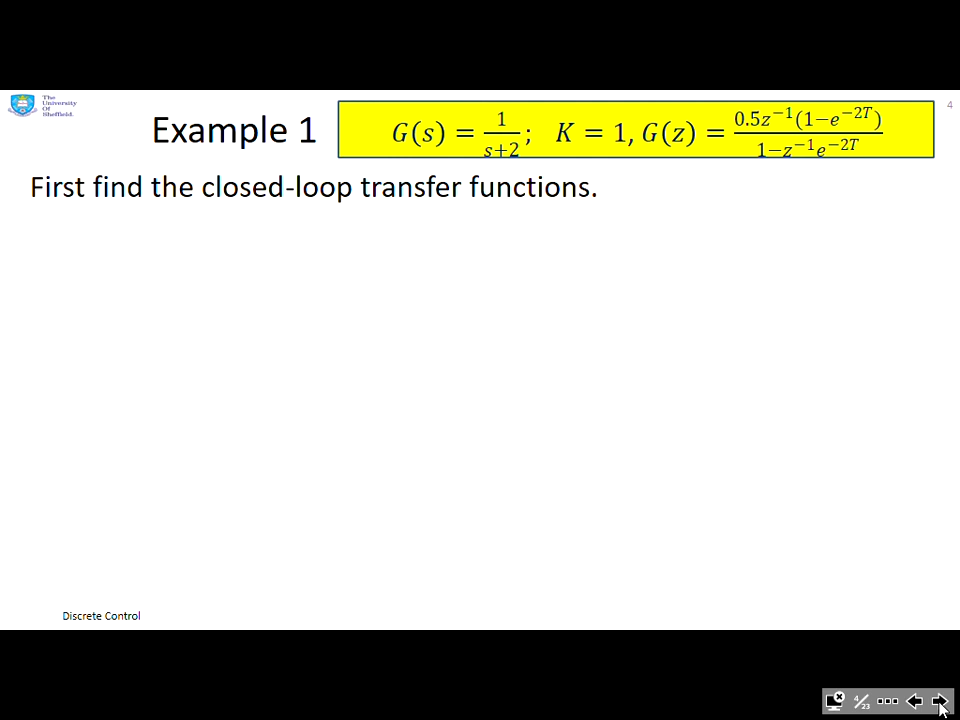 The
University
Of
Sheffield.
4
Example 1
G(s) = 1/(s+2); K = 1, G(z) = 0.5z⁻¹(1−e⁻²ᵀ)/(1−z⁻¹e⁻²ᵀ)
First find the closed-loop transfer functions.
Discrete Control
4/23